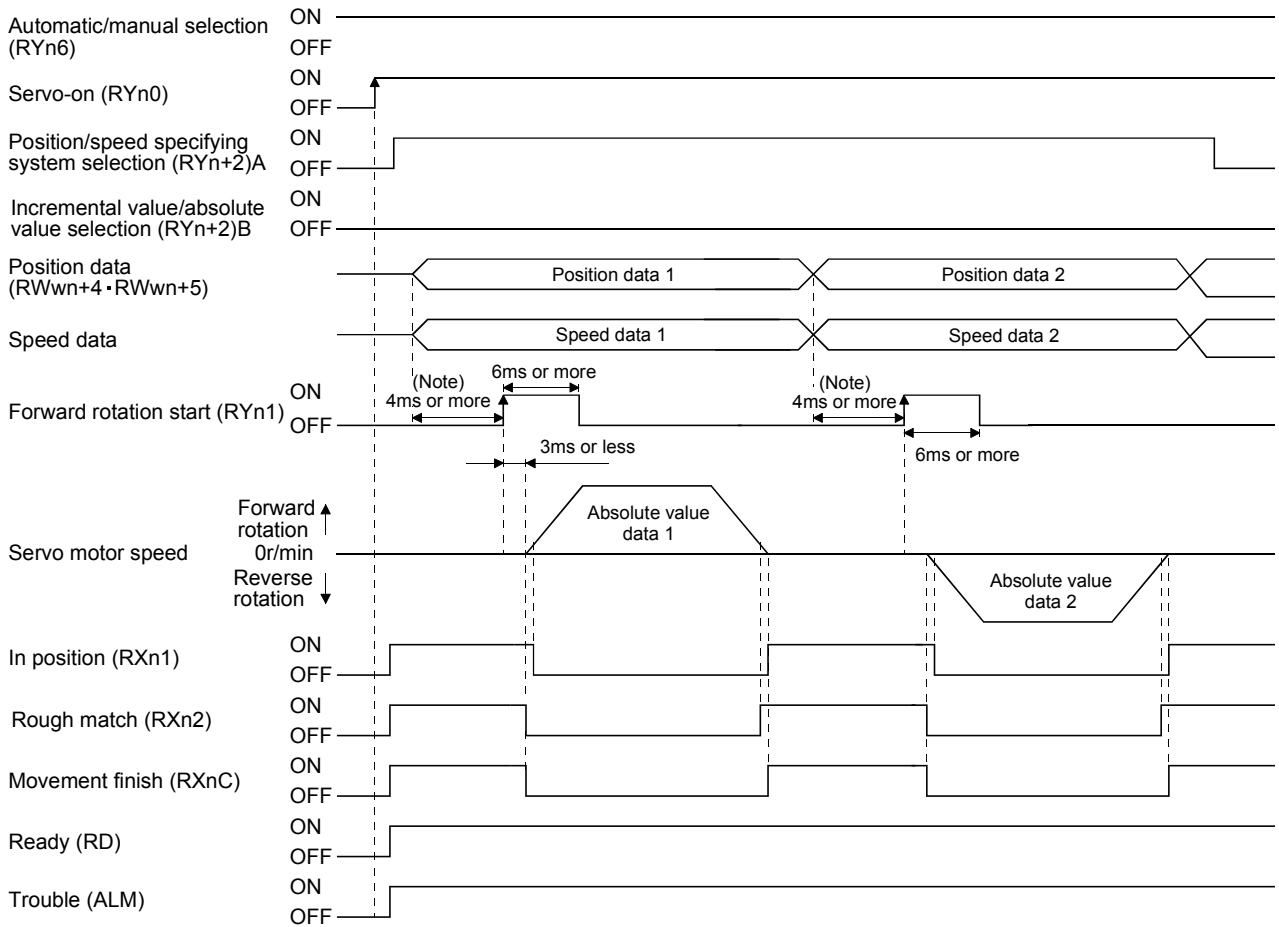 Automatic/manual selection
(RYn6)
ON
OFF
Servo-on (RYn0)
ON
OFF
Position/speed specifying
system selection (RYn+2)A
ON
OFF
Incremental value/absolute
value selection (RYn+2)B
ON
OFF
Position data
(RWwn+4・RWwn+5)
Position data 1
Position data 2
Speed data
Speed data 1
Speed data 2
Forward rotation start (RYn1)
ON
OFF
(Note)
4ms or more
6ms or more
3ms or less
(Note)
4ms or more
6ms or more
Servo motor speed
Forward
rotation
0r/min
Reverse
rotation
Absolute value
data 1
Absolute value
data 2
In position (RXn1)
ON
OFF
Rough match (RXn2)
ON
OFF
Movement finish (RXnC)
ON
OFF
Ready (RD)
ON
OFF
Trouble (ALM)
ON
OFF